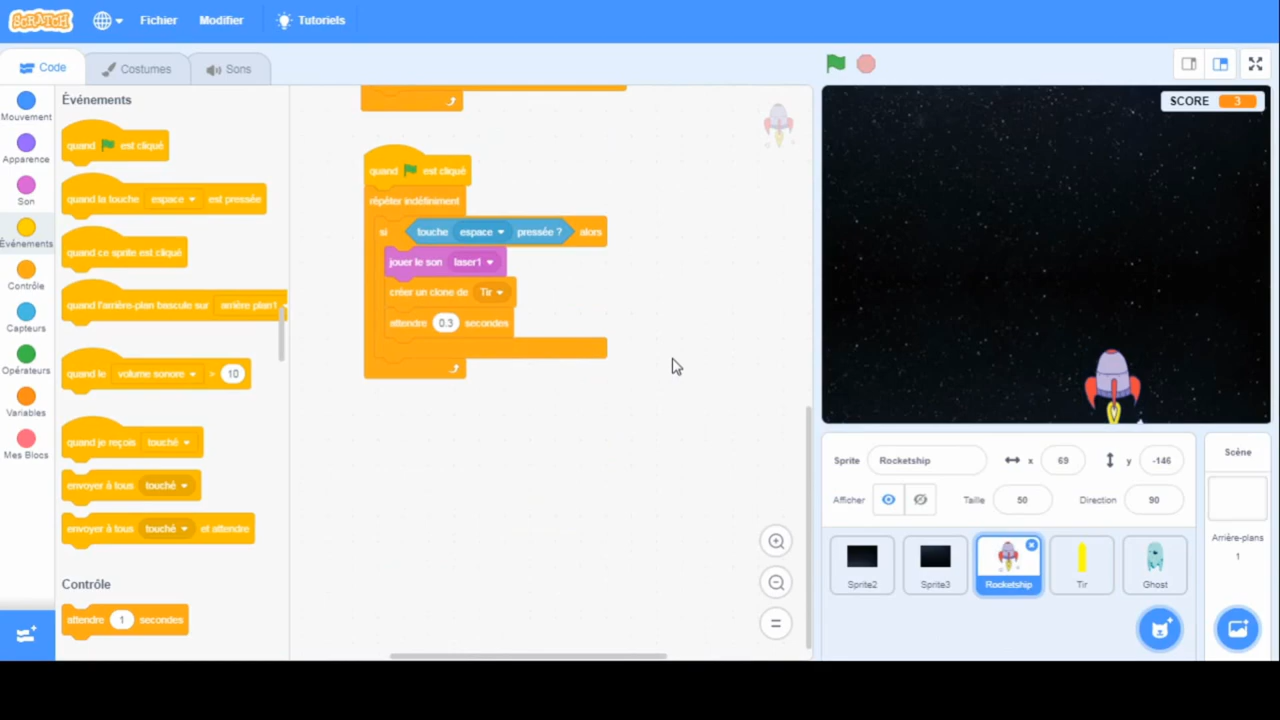 SCRATCH
Fichier
Modifier
Tutoriels
Code
Costumes
Sons
Mouvement
Apparence
Son
Événements
Contrôle
Capteurs
Opérateurs
Variables
Mes Blocs
Évènements
quand est cliqué
quand la touche espace est pressée
quand ce sprite est cliqué
quand l'arrière-plan bascule sur arrière plan1
quand le volume sonore > 10
quand je reçois touché
envoyer à tous touché
envoyer à tous touché et attendre
Contrôle
attendre 1 secondes
quand est cliqué
répéter indéfiniment
si touche espace pressée ? alors
jouer le son laser1
créer un clone de Tir
attendre 0.3 secondes
SCORE 3
Sprite Rocketship x 69 y -146
Afficher Taille 50 Direction 90
Sprite2
Sprite3
Rocketship
Tir
Ghost
Scène
Arrière-plans
1